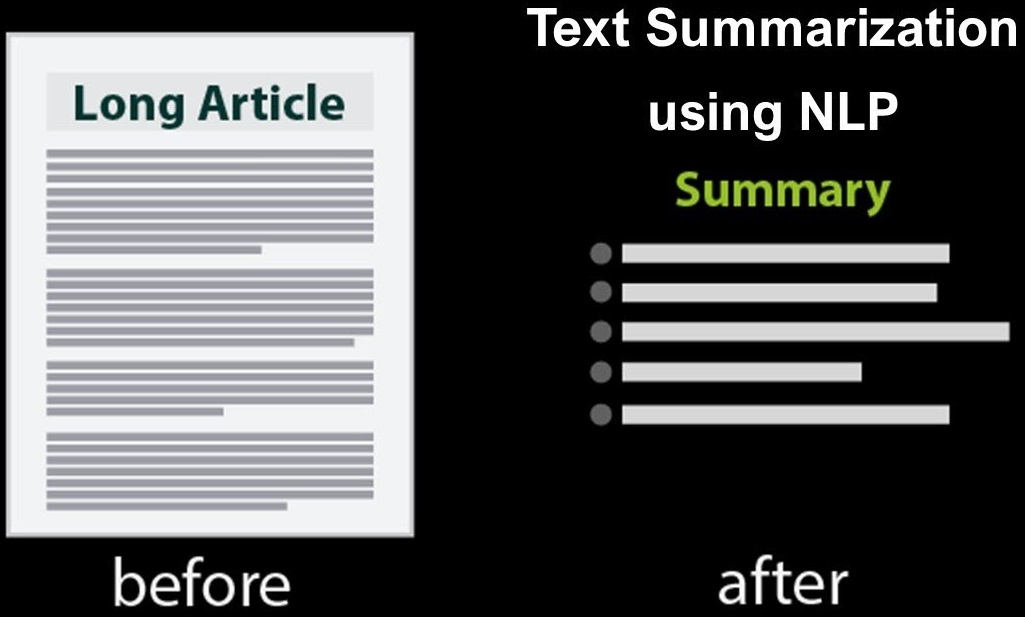 Long Article
before
Text Summarization
using NLP
Summary
after